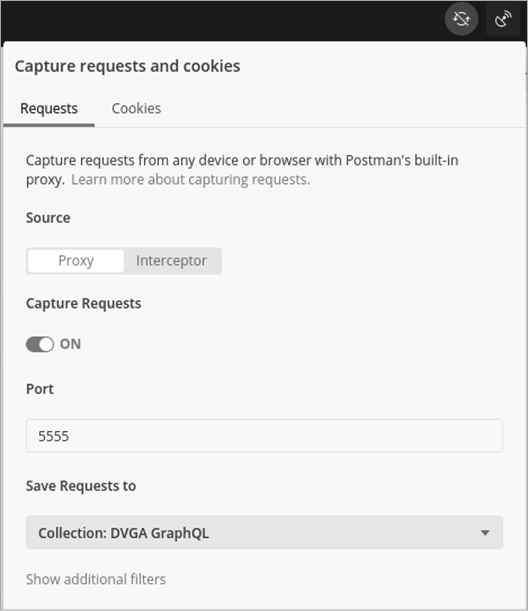 Capture requests and cookies
Requests
Cookies
Capture requests from any device or browser with Postman's built-in
proxy. Learn more about capturing requests.
Source
Proxy
Interceptor
Capture Requests
ON
Port
5555
Save Requests to
Collection: DVGA GraphQL
Show additional filters